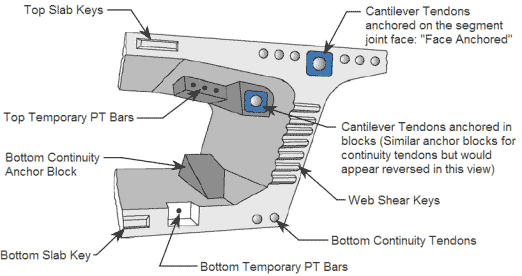 Top Slab Keys
Cantilever Tendons
anchored on the segment
joint face: "Face Anchored"
Top Temporary PT Bars
Cantilever Tendons anchored in
blocks (Similar anchor blocks for
continuity tendons but would
appear reversed in this view)
Bottom Continuity
Anchor Block
Web Shear Keys
Bottom Continuity Tendons
Bottom Slab Key
Bottom Temporary PT Bars